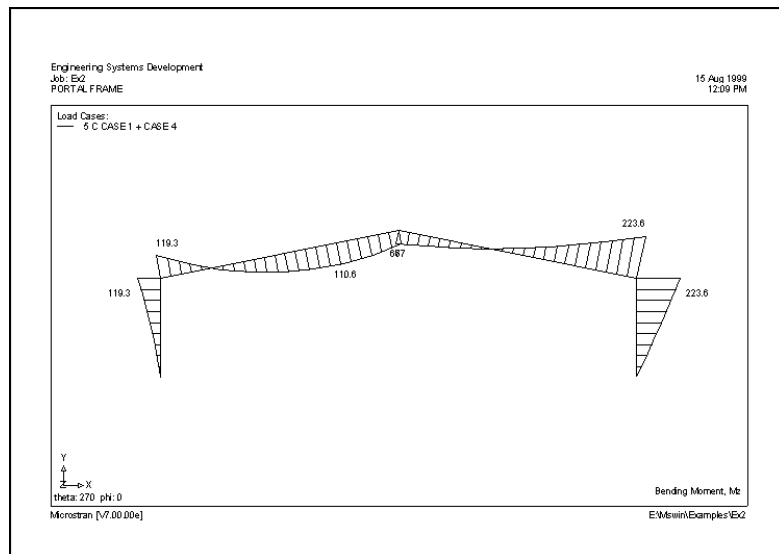 Engineering Systems Development
Job: Ex2
PORTAL FRAME
15 Aug 1999
12:09 PM
Load Cases:
5 C CASE 1 + CASE 4
119.3
223.6
110.6
119.3
223.6
Y
Z X
theta: 270 phi: 0
Bending Moment, Mz
Microstran [V7.00.00e]
E:\Mswin\Examples\Ex2